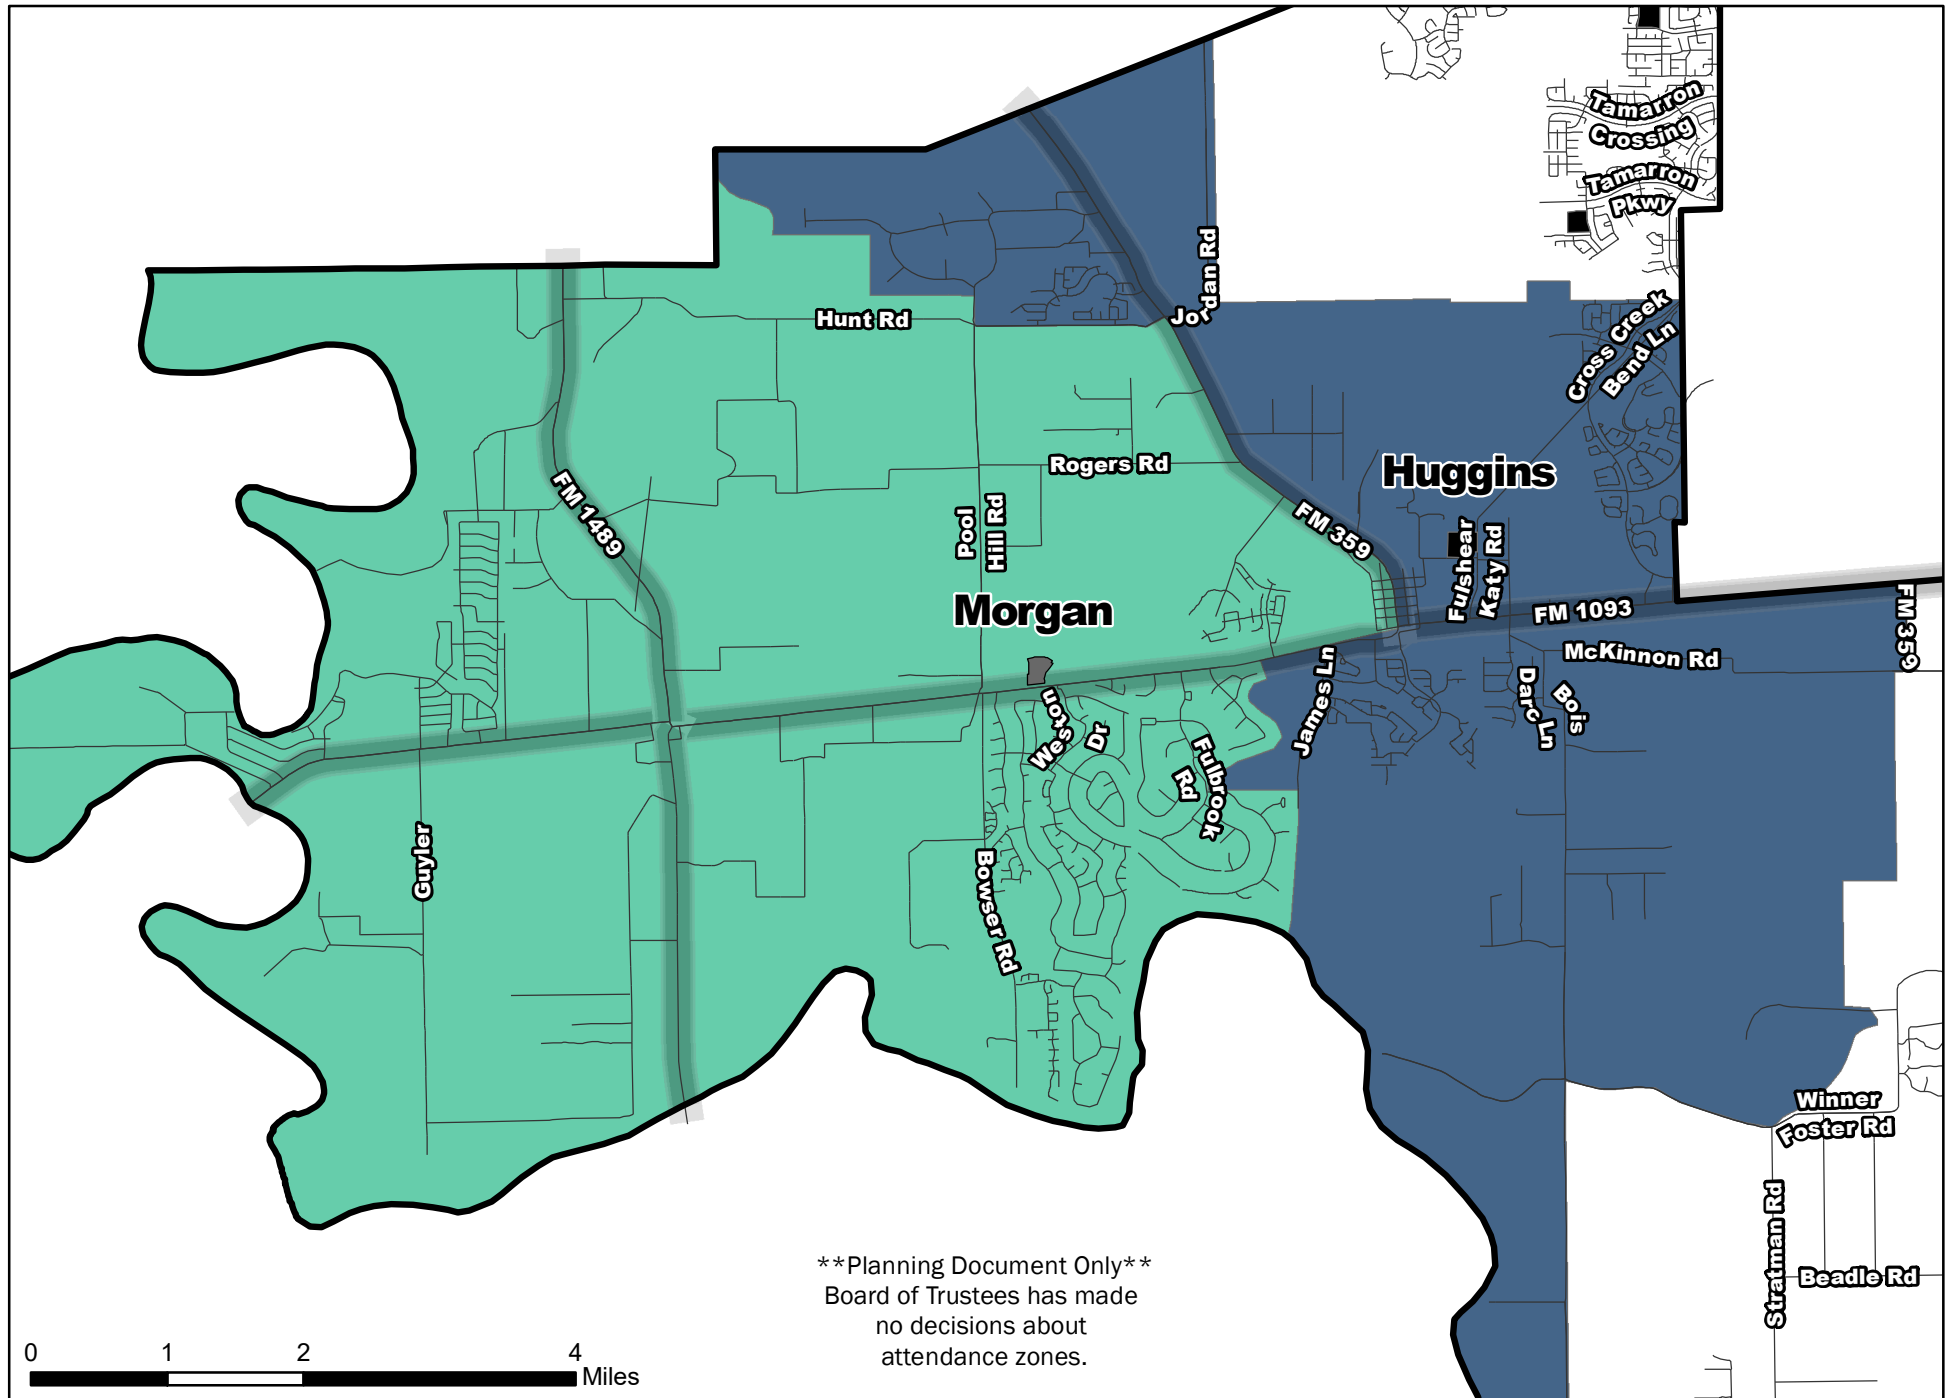 Tamarron
Crossing
Tamarron
Pkwy
Jordan Rd
Hunt Rd
Cross Creek
Bend Ln
Rogers Rd
Huggins
FM 1489
Pool
Hill Rd
FM 359
Fulshear
Katy Rd
Morgan
FM 1093
FM 359
McKinnon Rd
James Ln
Weston
Dr
Fulbrook
Rd
Bois
Darc Ln
Guyler
Bowser Rd
Winner
Foster Rd
Stratman Rd
Beadle Rd
**Planning Document Only**
Board of Trustees has made
no decisions about
attendance zones.
0 1 2 4
Miles